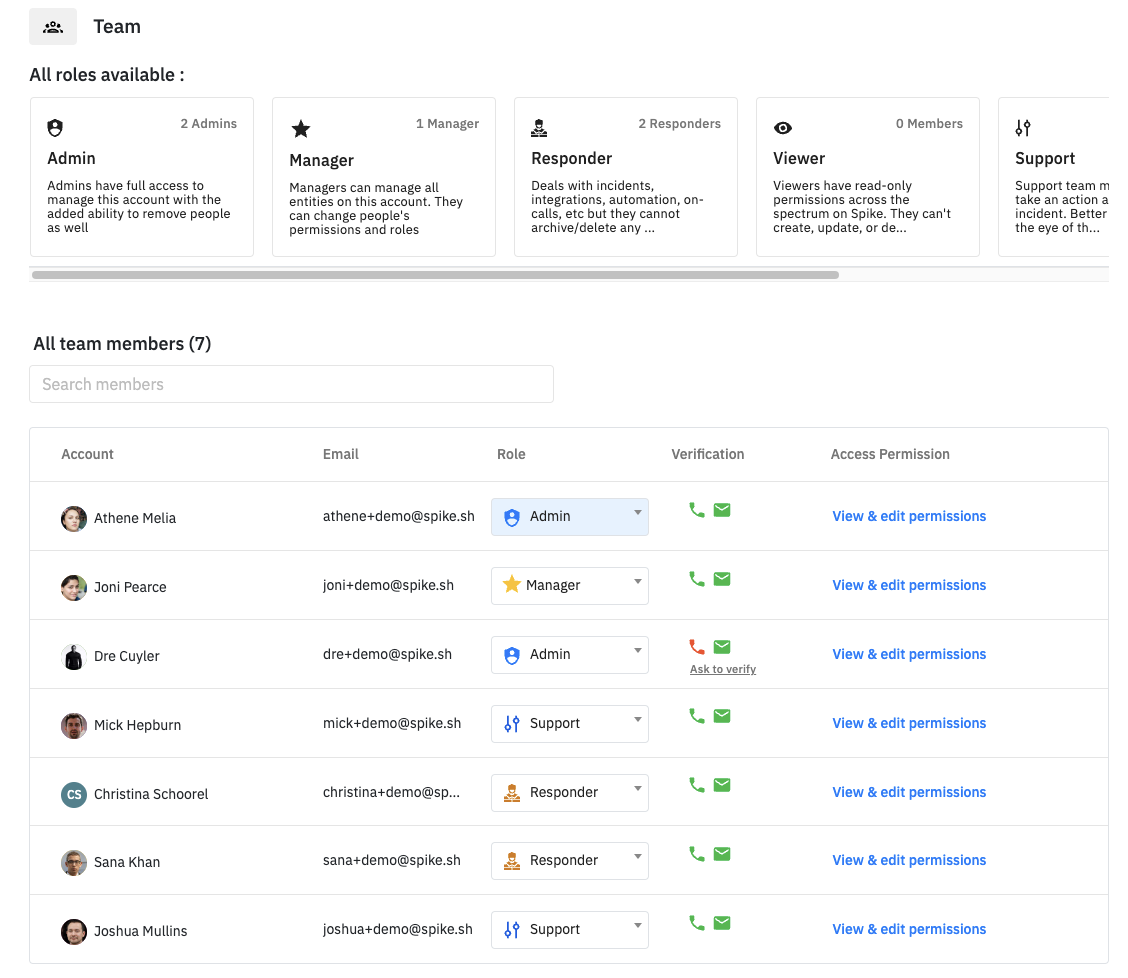 Team
All roles available :
2 Admins
Admin
Admins have full access to
manage this account with the
added ability to remove people
as well
1 Manager
Manager
Managers can manage all
entities on this account. They
can change people's
permissions and roles
2 Responders
Responder
Deals with incidents,
integrations, automation, on-
calls, etc but they cannot
archive/delete any ...
0 Members
Viewer
Viewers have read-only
permissions across the
spectrum on Spike. They can't
create, update, or de...
Support
Support team m
take an action a
incident. Better
the eye of th...
All team members (7)
Search members
Account Email Role Verification Access Permission
Athene Melia athene+demo@spike.sh Admin View & edit permissions
Joni Pearce joni+demo@spike.sh Manager View & edit permissions
Dre Cuyler dre+demo@spike.sh Admin View & edit permissions
Ask to verify
Mick Hepburn mick+demo@spike.sh Support View & edit permissions
CS Christina Schoorel christina+demo@sp... Responder View & edit permissions
Sana Khan sana+demo@spike.sh Responder View & edit permissions
Joshua Mullins joshua+demo@spike.sh Support View & edit permissions